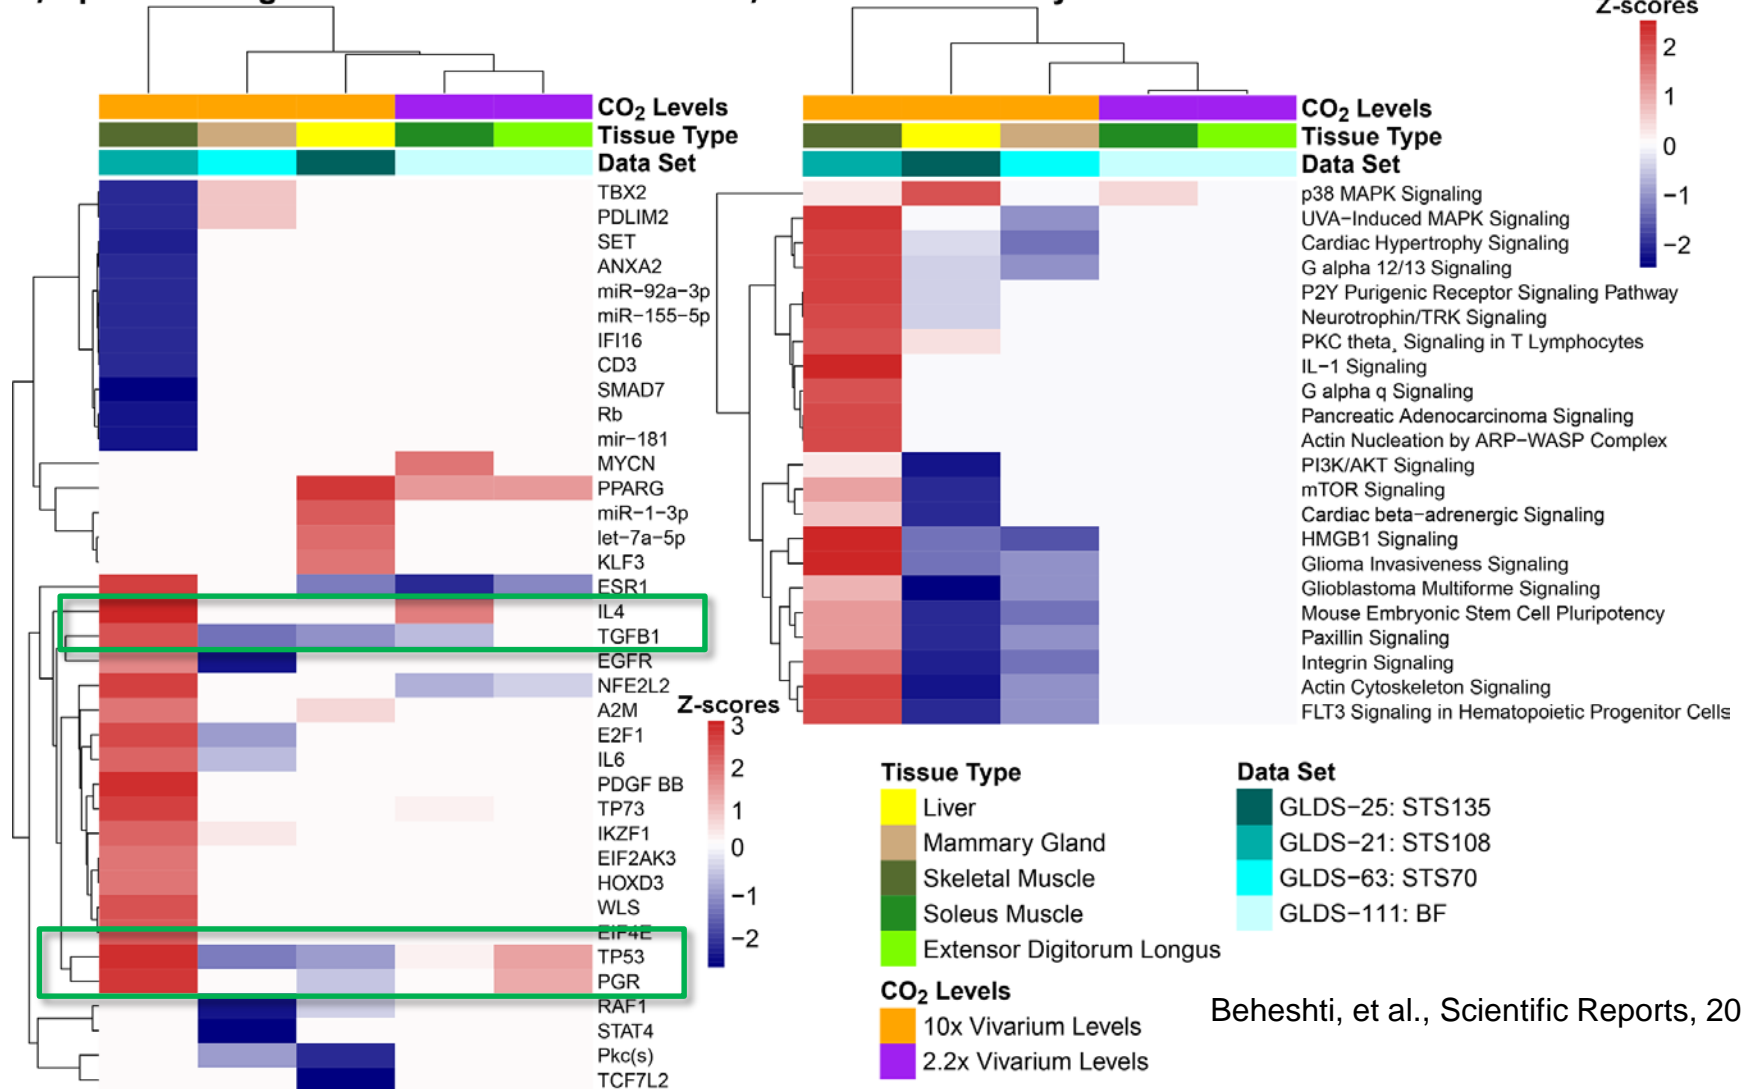 CO2 Levels
Tissue Type
Data Set
TBX2
PDLIM2
SET
ANXA2
miR−92a−3p
miR−155−5p
IFI16
CD3
SMAD7
Rb
mir−181
MYCN
PPARG
miR−1−3p
let−7a−5p
KLF3
ESR1
IL4
TGFB1
EGFR
NFE2L2
A2M
E2F1
IL6
PDGF BB
TP73
IKZF1
EIF2AK3
HOXD3
WLS
EIF4E
TP53
PGR
RAF1
STAT4
Pkc(s)
TCF7L2
Z-scores
3
2
1
0
−1
−2
CO2 Levels
Tissue Type
Data Set
p38 MAPK Signaling
UVA−Induced MAPK Signaling
Cardiac Hypertrophy Signaling
G alpha 12/13 Signaling
P2Y Purigenic Receptor Signaling Pathway
Neurotrophin/TRK Signaling
PKC theta¸ Signaling in T Lymphocytes
IL−1 Signaling
G alpha q Signaling
Pancreatic Adenocarcinoma Signaling
Actin Nucleation by ARP−WASP Complex
PI3K/AKT Signaling
mTOR Signaling
Cardiac beta−adrenergic Signaling
HMGB1 Signaling
Glioma Invasiveness Signaling
Glioblastoma Multiforme Signaling
Mouse Embryonic Stem Cell Pluripotency
Paxillin Signaling
Integrin Signaling
Actin Cytoskeleton Signaling
FLT3 Signaling in Hematopoietic Progenitor Cells
Z-scores
2
1
0
−1
−2
Tissue Type
Liver
Mammary Gland
Skeletal Muscle
Soleus Muscle
Extensor Digitorum Longus
CO2 Levels
10x Vivarium Levels
2.2x Vivarium Levels
Data Set
GLDS−25: STS135
GLDS−21: STS108
GLDS−63: STS70
GLDS−111: BF
Beheshti, et al., Scientific Reports, 20